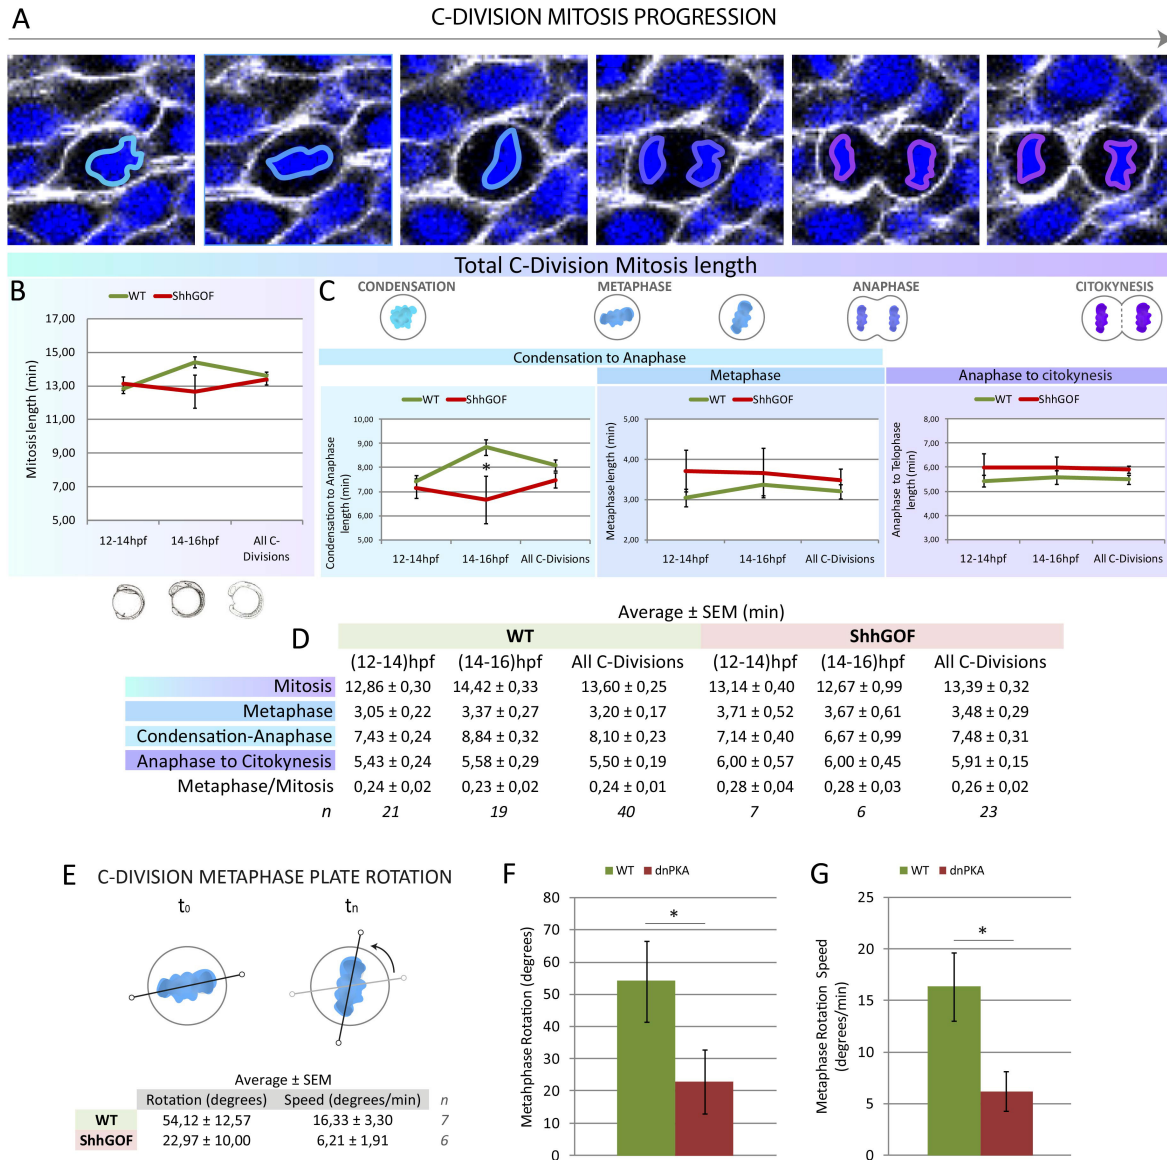 A
C-DIVISION MITOSIS PROGRESSION
Total C-Division Mitosis length
B
WT ShhGOF
17,00
15,00
13,00
11,00
9,00
7,00
5,00
Mitosis length (min)
12-14hpf 14-16hpf All C-Divisions
C
CONDENSATION METAPHASE ANAPHASE CITOKYNESIS
Condensation to Anaphase
Metaphase
Anaphase to citokynesis
WT ShhGOF
10,00
9,00
8,00
7,00
6,00
5,00
Condensation to Anaphase
length (min)
*
12-14hpf 14-16hpf All C-Divisions
WT ShhGOF
5,00
4,00
3,00
2,00
Metaphase length (min)
12-14hpf 14-16hpf All C-Divisions
WT ShhGOF
8,00
7,00
6,00
5,00
4,00
3,00
Anaphase to Telophase
length (min)
12-14hpf 14-16hpf All C-Divisions
D
Average ± SEM (min)
WT ShhGOF
(12-14)hpf (14-16)hpf All C-Divisions (12-14)hpf (14-16)hpf All C-Divisions
Mitosis 12,86 ± 0,30 14,42 ± 0,33 13,60 ± 0,25 13,14 ± 0,40 12,67 ± 0,99 13,39 ± 0,32
Metaphase 3,05 ± 0,22 3,37 ± 0,27 3,20 ± 0,17 3,71 ± 0,52 3,67 ± 0,61 3,48 ± 0,29
Condensation-Anaphase 7,43 ± 0,24 8,84 ± 0,32 8,10 ± 0,23 7,14 ± 0,40 6,67 ± 0,99 7,48 ± 0,31
Anaphase to Citokynesis 5,43 ± 0,24 5,58 ± 0,29 5,50 ± 0,19 6,00 ± 0,57 6,00 ± 0,45 5,91 ± 0,15
Metaphase/Mitosis 0,24 ± 0,02 0,23 ± 0,02 0,24 ± 0,01 0,28 ± 0,04 0,28 ± 0,03 0,26 ± 0,02
n 21 19 40 7 6 23
E
C-DIVISION METAPHASE PLATE ROTATION
t0 tn
Average ± SEM
Rotation (degrees) Speed (degrees/min) n
WT 54,12 ± 12,57 16,33 ± 3,30 7
ShhGOF 22,97 ± 10,00 6,21 ± 1,91 6
F
WT dnPKA
80
70
60
50
40
30
20
10
0
Metahphase Rotation (degrees)
*
G
WT dnPKA
25
20
15
10
5
0
Metaphase Rotation Speed
(degrees/min)
*